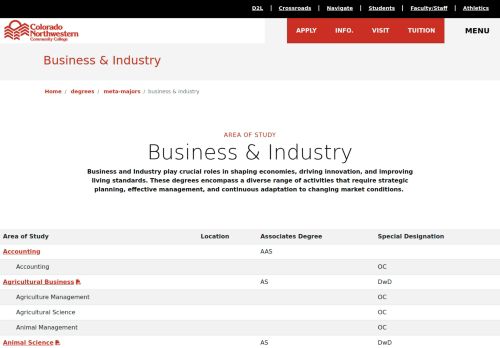 D2L | Crossroads | Navigate | Students | Faculty/Staff | Athletics
Colorado
Northwestern
Community College
APPLY INFO. VISIT TUITION MENU
Business & Industry
Home / degrees / meta-majors / business & industry
AREA OF STUDY
Business & Industry
Business and Industry play crucial roles in shaping economies, driving innovation, and improving
living standards. These degrees encompass a diverse range of activities that require strategic
planning, effective management, and continuous adaptation to changing market conditions.
Area of Study Location Associates Degree Special Designation
Accounting AAS
Accounting OC
Agricultural Business AS DwD
Agriculture Management OC
Agricultural Science OC
Animal Management OC
Animal Science AS DwD